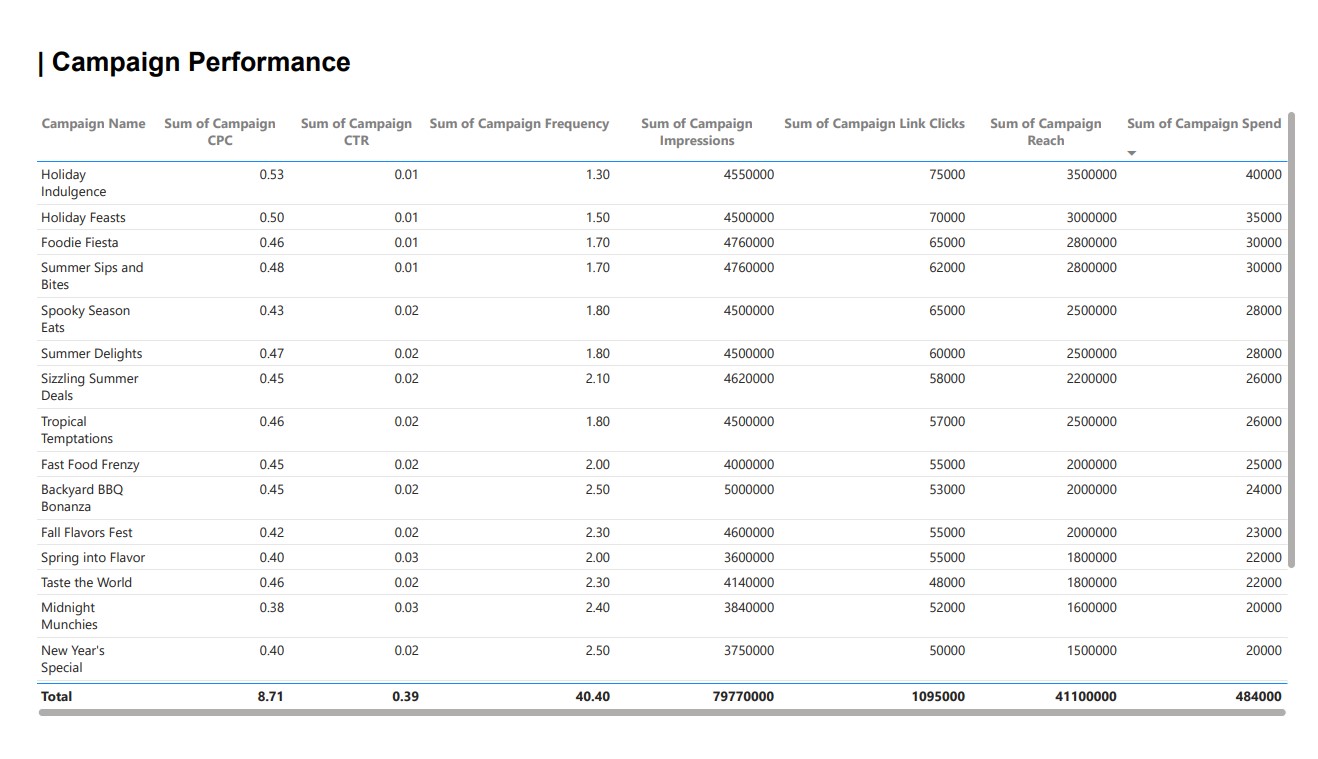 | Campaign Performance
Campaign Name Sum of Campaign CPC Sum of Campaign CTR Sum of Campaign Frequency Sum of Campaign Impressions Sum of Campaign Link Clicks Sum of Campaign Reach Sum of Campaign Spend
Holiday Indulgence 0.53 0.01 1.30 4550000 75000 3500000 40000
Holiday Feasts 0.50 0.01 1.50 4500000 70000 3000000 35000
Foodie Fiesta 0.46 0.01 1.70 4760000 65000 2800000 30000
Summer Sips and Bites 0.48 0.01 1.70 4760000 62000 2800000 30000
Spooky Season Eats 0.43 0.02 1.80 4500000 65000 2500000 28000
Summer Delights 0.47 0.02 1.80 4500000 60000 2500000 28000
Sizzling Summer Deals 0.45 0.02 2.10 4620000 58000 2200000 26000
Tropical Temptations 0.46 0.02 1.80 4500000 57000 2500000 26000
Fast Food Frenzy 0.45 0.02 2.00 4000000 55000 2000000 25000
Backyard BBQ Bonanza 0.45 0.02 2.50 5000000 53000 2000000 24000
Fall Flavors Fest 0.42 0.02 2.30 4600000 55000 2000000 23000
Spring into Flavor 0.40 0.03 2.00 3600000 55000 1800000 22000
Taste the World 0.46 0.02 2.30 4140000 48000 1800000 22000
Midnight Munchies 0.38 0.03 2.40 3840000 52000 1600000 20000
New Year's Special 0.40 0.02 2.50 3750000 50000 1500000 20000
Total 8.71 0.39 40.40 79770000 1095000 41100000 484000